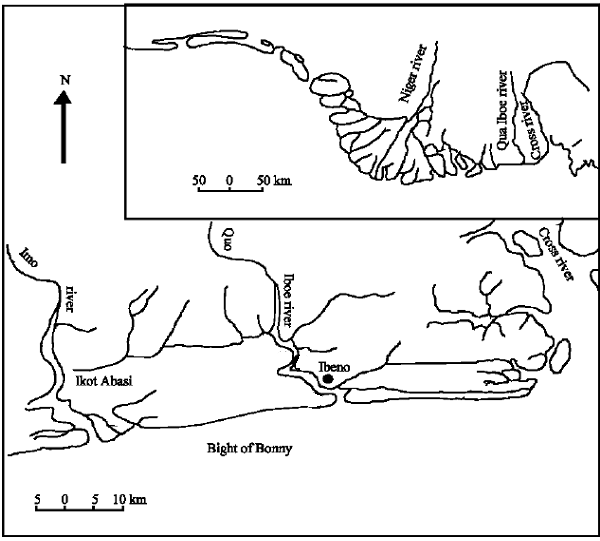 Niger river
Qua Iboe river
Cross river
50 0 50 km
N
Imo
river
Quo
Iboe river
Cross river
Ikot Abasi
Ibeno
Bight of Bonny
5 0 5 10 km